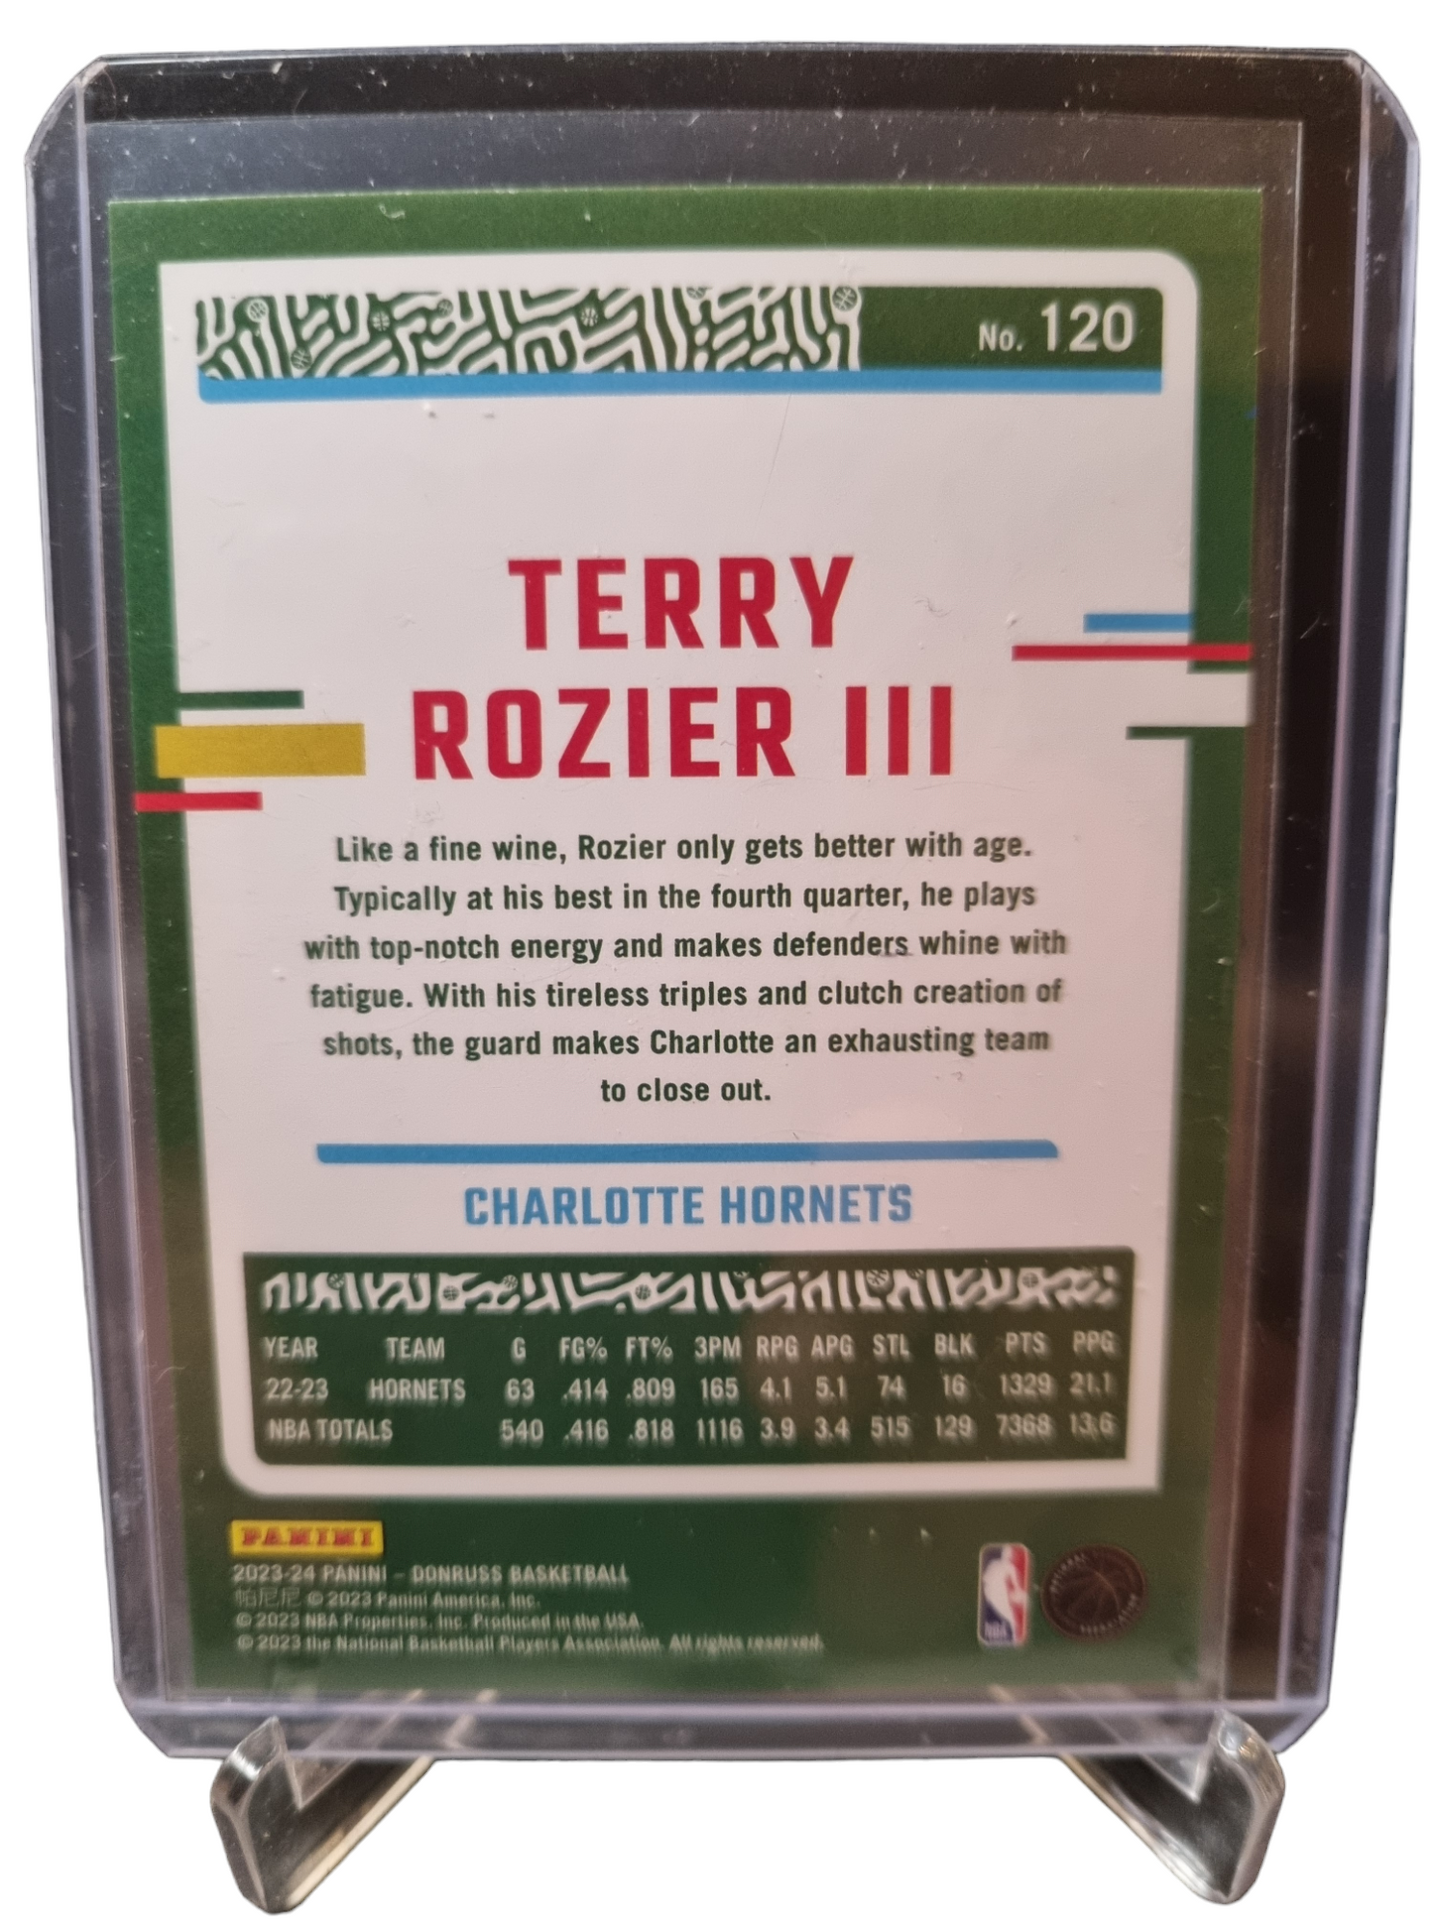 No. 120
TERRY
ROZIER III
Like a fine wine, Rozier only gets better with age.
Typically at his best in the fourth quarter, he plays
with top-notch energy and makes defenders whine with
fatigue. With his tireless triples and clutch creation of
shots, the guard makes Charlotte an exhausting team
to close out.
CHARLOTTE HORNETS
YEAR TEAM G FG% FT% 3PM RPG APG STL BLK PTS PPG
22-23 HORNETS 63 .414 .809 165 4.1 5.1 74 16 1329 21.1
NBA TOTALS 540 .416 .818 1116 3.9 3.4 515 129 7368 13.6
PANINI
2023-24 PANINI – DONRUSS BASKETBALL
帕尼尼 © 2023 Panini America, Inc.
© 2023 NBA Properties, Inc. Produced in the USA.
© 2023 the National Basketball Players Association. All rights reserved.
NBA